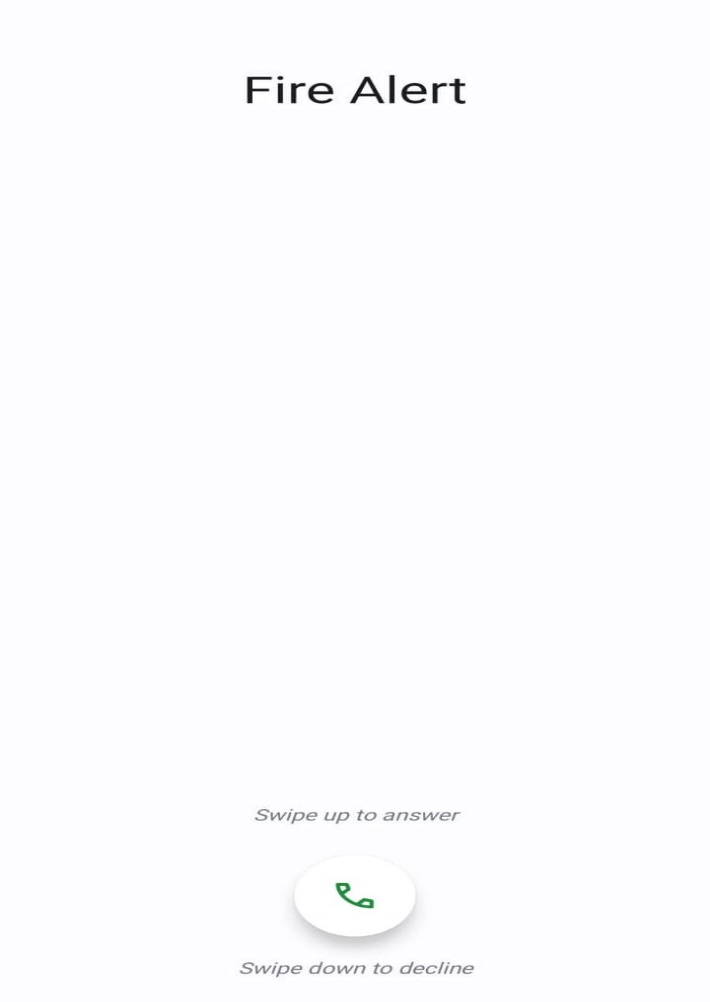 Fire Alert
Swipe up to answer
Swipe down to decline